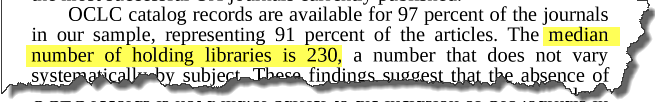 OCLC catalog records are available for 97 percent of the journals
in our sample, representing 91 percent of the articles. The median
number of holding libraries is 230, a number that does not vary
systematically by subject. These findings suggest that the absence of